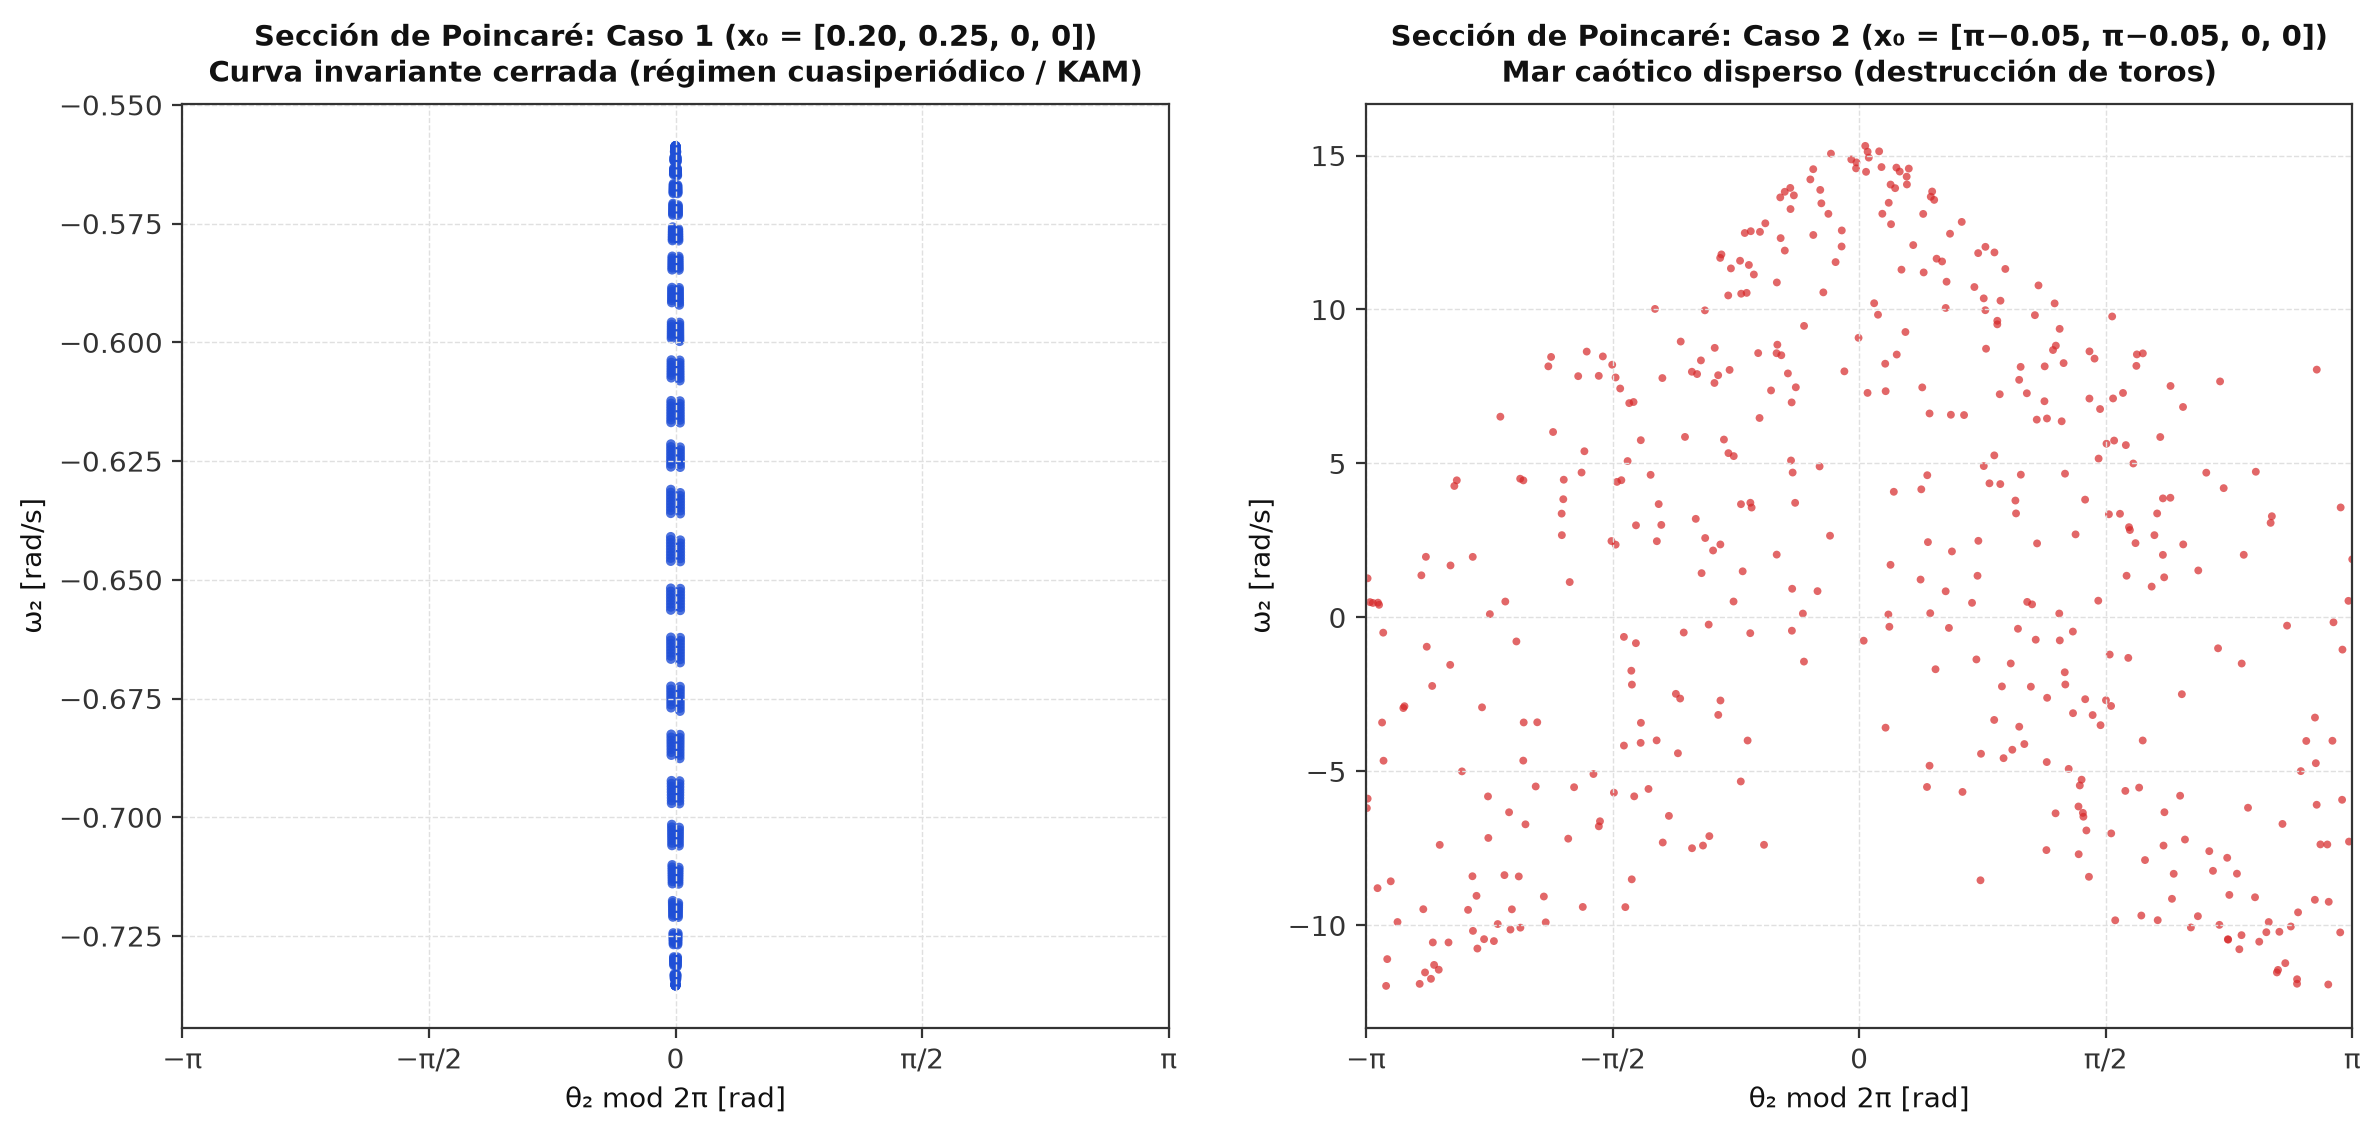 Sección de Poincaré: Caso 1 (x₀ = [0.20, 0.25, 0, 0])
Curva invariante cerrada (régimen cuasiperiódico / KAM)
−0.550
−0.575
−0.600
−0.625
−0.650
−0.675
−0.700
−0.725
ω₂ [rad/s]
−π
−π/2
0
π/2
π
θ₂ mod 2π [rad]
Sección de Poincaré: Caso 2 (x₀ = [π−0.05, π−0.05, 0, 0])
Mar caótico disperso (destrucción de toros)
15
10
5
0
−5
−10
ω₂ [rad/s]
−π
−π/2
0
π/2
π
θ₂ mod 2π [rad]